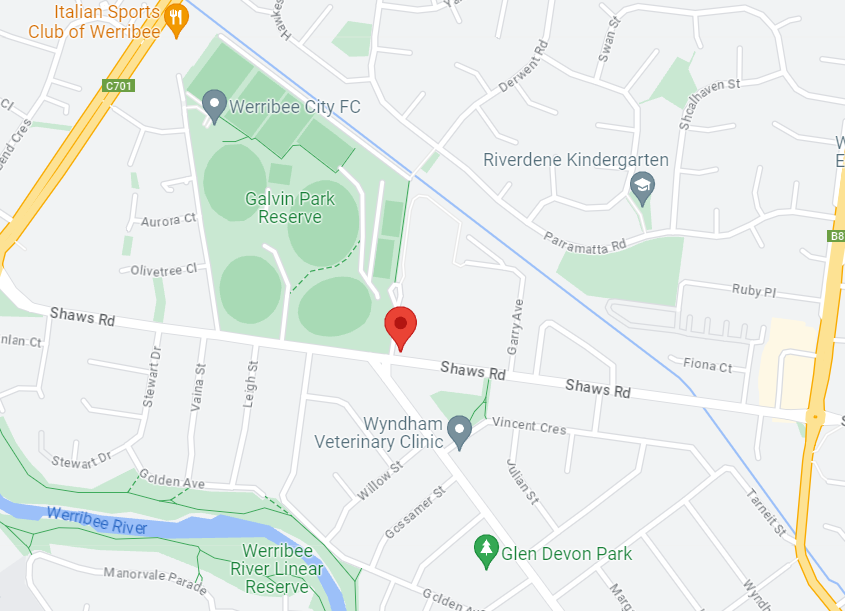 Italian Sports
Club of Werribee
C701
Derwent Rd
Swan St
Shoalhaven St
Werribee City FC
Riverdene Kindergarten
Galvin Park
Reserve
Aurora Ct
Parramatta Rd
B8
Olivetree Cl
Ruby Pl
Shaws Rd
Garry Ave
Stewart Dr
Vaina St
Leigh St
Shaws Rd
Shaws Rd
Fiona Ct
Wyndham
Veterinary Clinic
Vincent Cres
Stewart Dr
Golden Ave
Willow St
Julian St
Gossamer St
Tarneit St
Werribee River
Werribee
River Linear
Reserve
Glen Devon Park
Manorvale Parade
Golden Ave